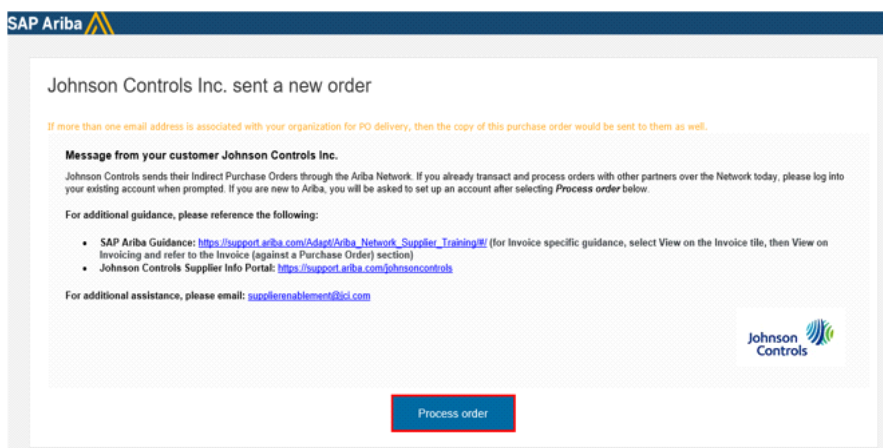 SAP Ariba
Johnson Controls Inc. sent a new order
If more than one email address is associated with your organization for PO delivery, then the copy of this purchase order would be sent to them as well.
Message from your customer Johnson Controls Inc.
Johnson Controls sends their Indirect Purchase Orders through the Ariba Network. If you already transact and process orders with other partners over the Network today, please log into
your existing account when prompted. If you are new to Ariba, you will be asked to set up an account after selecting Process order below.
For additional guidance, please reference the following:
• SAP Ariba Guidance: https://support.ariba.com/Adapt/Ariba_Network_Supplier_Training/#/ (for Invoice specific guidance, select View on the Invoice tile, then View on
Invoicing and refer to the Invoice (against a Purchase Order) section)
• Johnson Controls Supplier Info Portal: https://support.ariba.com/johnsoncontrols
For additional assistance, please email: supplierenablement@jci.com
Johnson
Controls
Process order